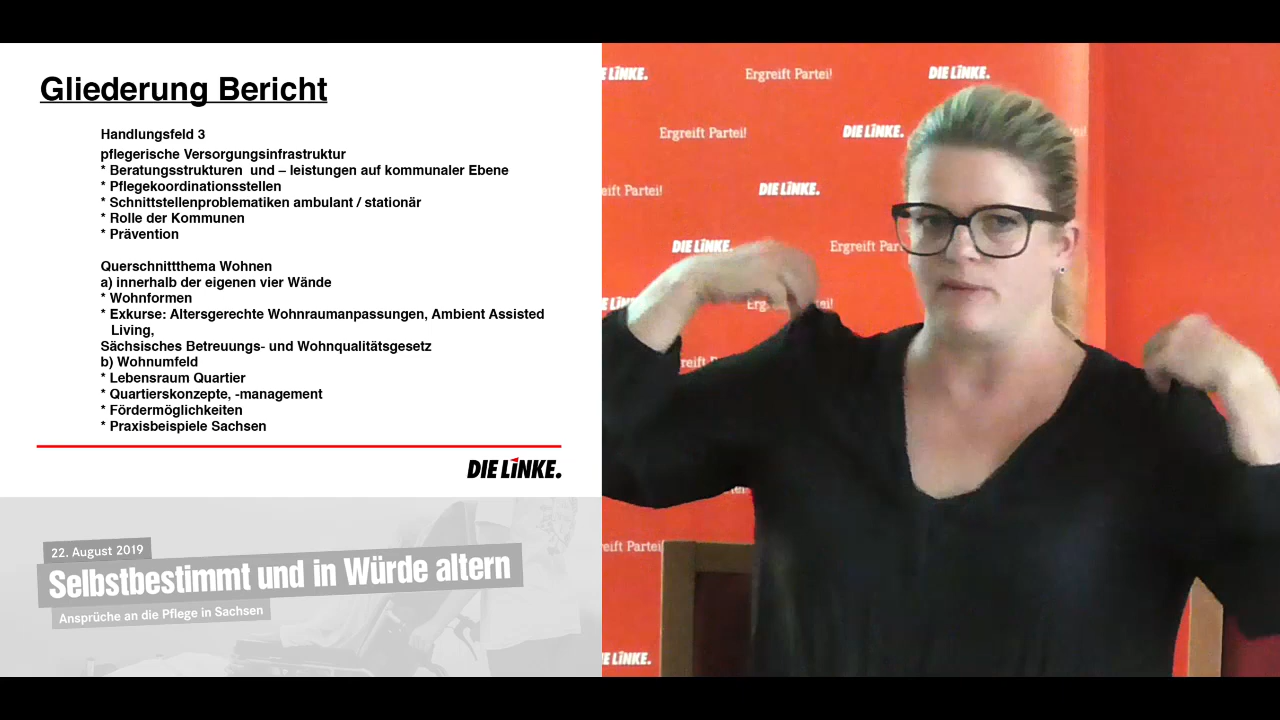 Gliederung Bericht
Handlungsfeld 3
pflegerische Versorgungsinfrastruktur
* Beratungsstrukturen und – leistungen auf kommunaler Ebene
* Pflegekoordinationsstellen
* Schnittstellenproblematiken ambulant / stationär
* Rolle der Kommunen
* Prävention
Querschnittthema Wohnen
a) innerhalb der eigenen vier Wände
* Wohnformen
* Exkurse: Altersgerechte Wohnraumanpassungen, Ambient Assisted
Living,
Sächsisches Betreuungs- und Wohnqualitätsgesetz
b) Wohnumfeld
* Lebensraum Quartier
* Quartierskonzepte, -management
* Fördermöglichkeiten
* Praxisbeispiele Sachsen
DIE LINKE.
22. August 2019
Selbstbestimmt und in Würde altern
Ansprüche an die Pflege in Sachsen
DIE LINKE. Ergreift Partei! DIE LINKE.
Ergreift Partei! DIE LINKE.
Partei! DIE LINKE.
DIE LINKE. Ergreift
Partei!
DIE LINKE.